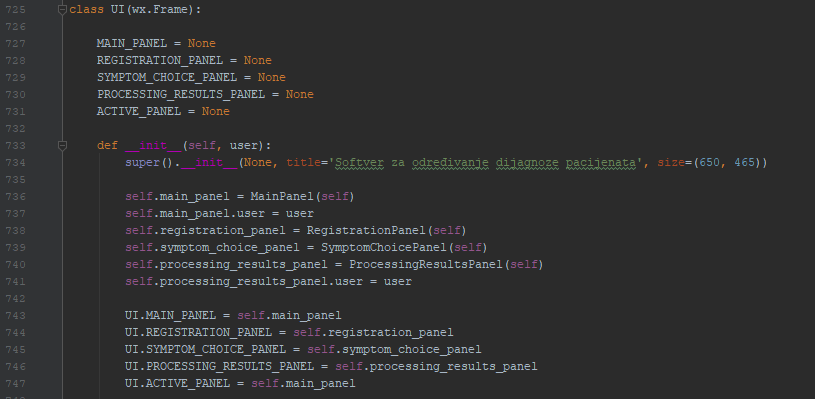 725 class UI(wx.Frame):
726
727 MAIN_PANEL = None
728 REGISTRATION_PANEL = None
729 SYMPTOM_CHOICE_PANEL = None
730 PROCESSING_RESULTS_PANEL = None
731 ACTIVE_PANEL = None
732
733 def __init__(self, user):
734 super().__init__(None, title='Softver za određivanje dijagnoze pacijenata', size=(650, 465))
735
736 self.main_panel = MainPanel(self)
737 self.main_panel.user = user
738 self.registration_panel = RegistrationPanel(self)
739 self.symptom_choice_panel = SymptomChoicePanel(self)
740 self.processing_results_panel = ProcessingResultsPanel(self)
741 self.processing_results_panel.user = user
742
743 UI.MAIN_PANEL = self.main_panel
744 UI.REGISTRATION_PANEL = self.registration_panel
745 UI.SYMPTOM_CHOICE_PANEL = self.symptom_choice_panel
746 UI.PROCESSING_RESULTS_PANEL = self.processing_results_panel
747 UI.ACTIVE_PANEL = self.main_panel